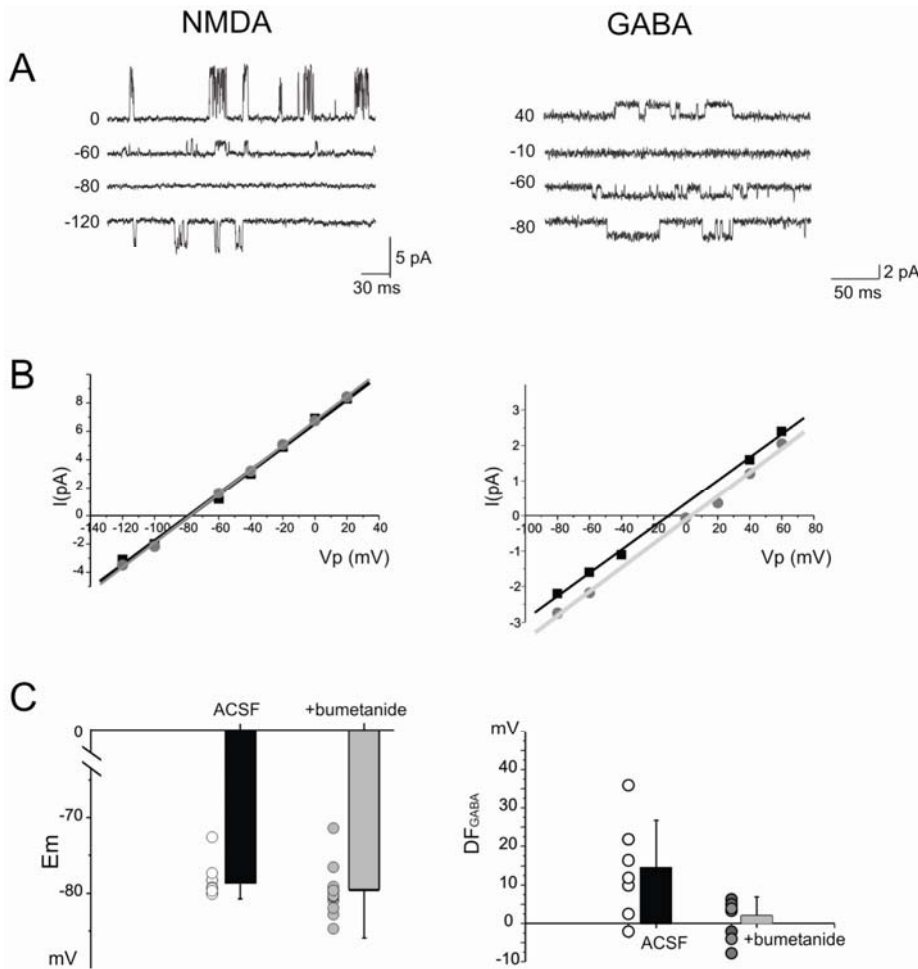 NMDA GABA
A
0
-60
-80
-120
5 pA
30 ms
40
-10
-60
-80
2 pA
50 ms
B
I(pA)
8
6
4
2
0
-2
-4
-140 -120 -100 -80 -60 -40 -20 0 20 40
Vp (mV)
I(pA)
3
2
1
0
-1
-2
-3
-100 -80 -60 -40 -20 0 20 40 60 80
Vp (mV)
C
ACSF +bumetanide
0
-70
-80
Em
mV
mV
40
30
20
10
0
-10
DFGABA
ACSF +bumetanide